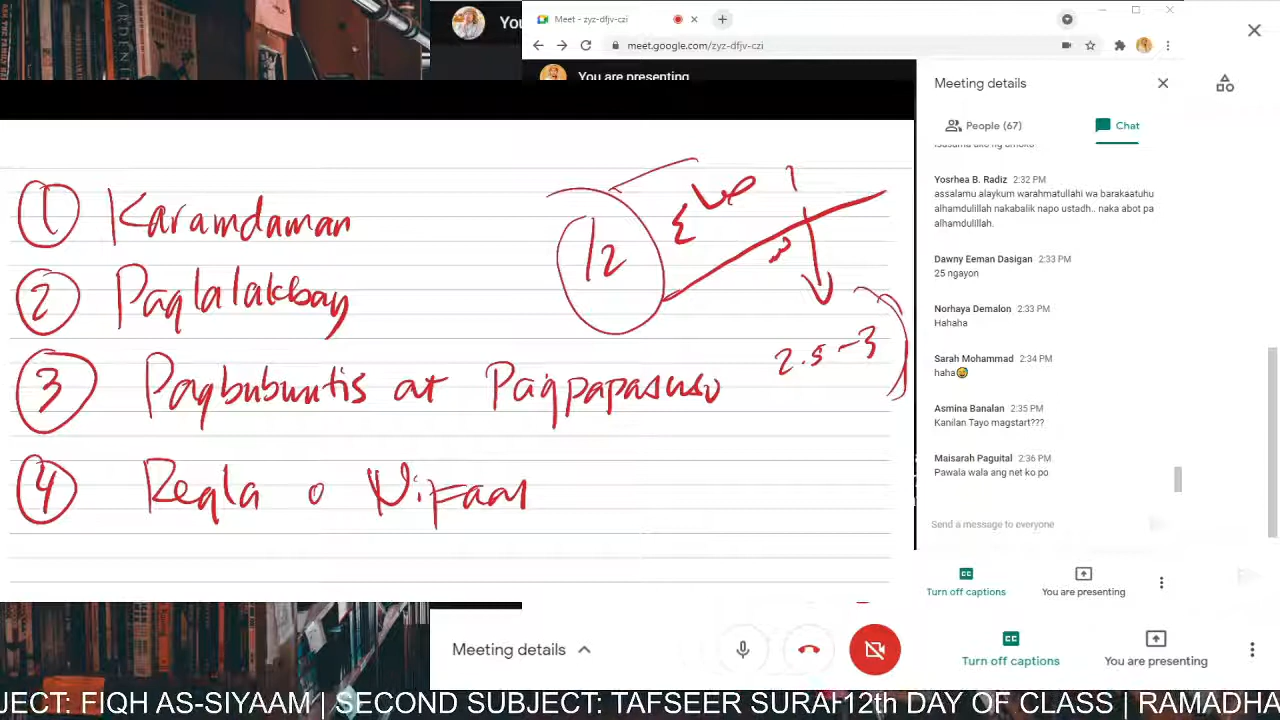 Meet - zyz-dfjv-czi
meet.google.com/zyz-dfjv-czi
You are presenting
Meeting details
People (67)
Chat
Yosrhea B. Radiz 2:32 PM
assalamu alaykum warahmatullahi wa barakaatuhu
alhamdulillah nakabalik napo ustadh.. naka abot pa
alhamdulillah.
Dawny Eeman Dasigan 2:33 PM
25 ngayon
Norhaya Demalon 2:33 PM
Hahaha
Sarah Mohammad 2:34 PM
haha😅
Asmina Banalan 2:35 PM
Kanilan Tayo magstart???
Maisarah Paguital 2:36 PM
Pawala wala ang net ko po
Send a message to everyone
Turn off captions
You are presenting
1 Karamdaman
2 Paglalakbay
3 Pagbubuntis at Pagpapasuso
4 Regla o Nifaas
12
2.5 - 3
Meeting details
Turn off captions
You are presenting
JECT: FIQH AS-SIYAAM | SECOND SUBJECT: TAFSEER SURAH
12th DAY OF CLASS | RAMADHA